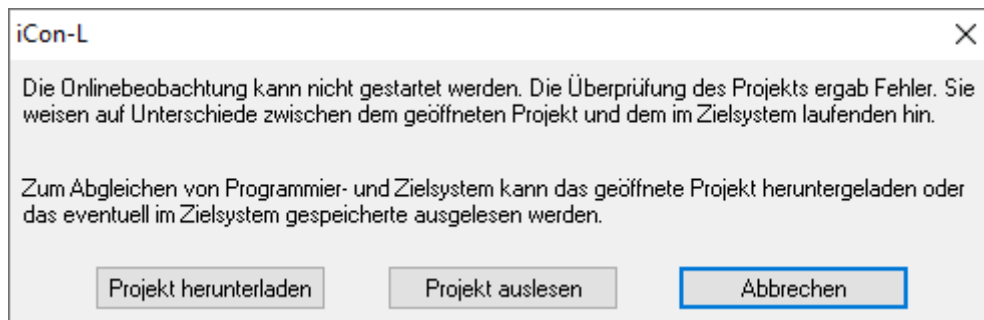 iCon-L
Die Onlinebeobachtung kann nicht gestartet werden. Die Überprüfung des Projekts ergab Fehler. Sie
weisen auf Unterschiede zwischen dem geöffneten Projekt und dem im Zielsystem laufenden hin.
Zum Abgleichen von Programmier- und Zielsystem kann das geöffnete Projekt heruntergeladen oder
das eventuell im Zielsystem gespeicherte ausgelesen werden.
Projekt herunterladen Projekt auslesen Abbrechen